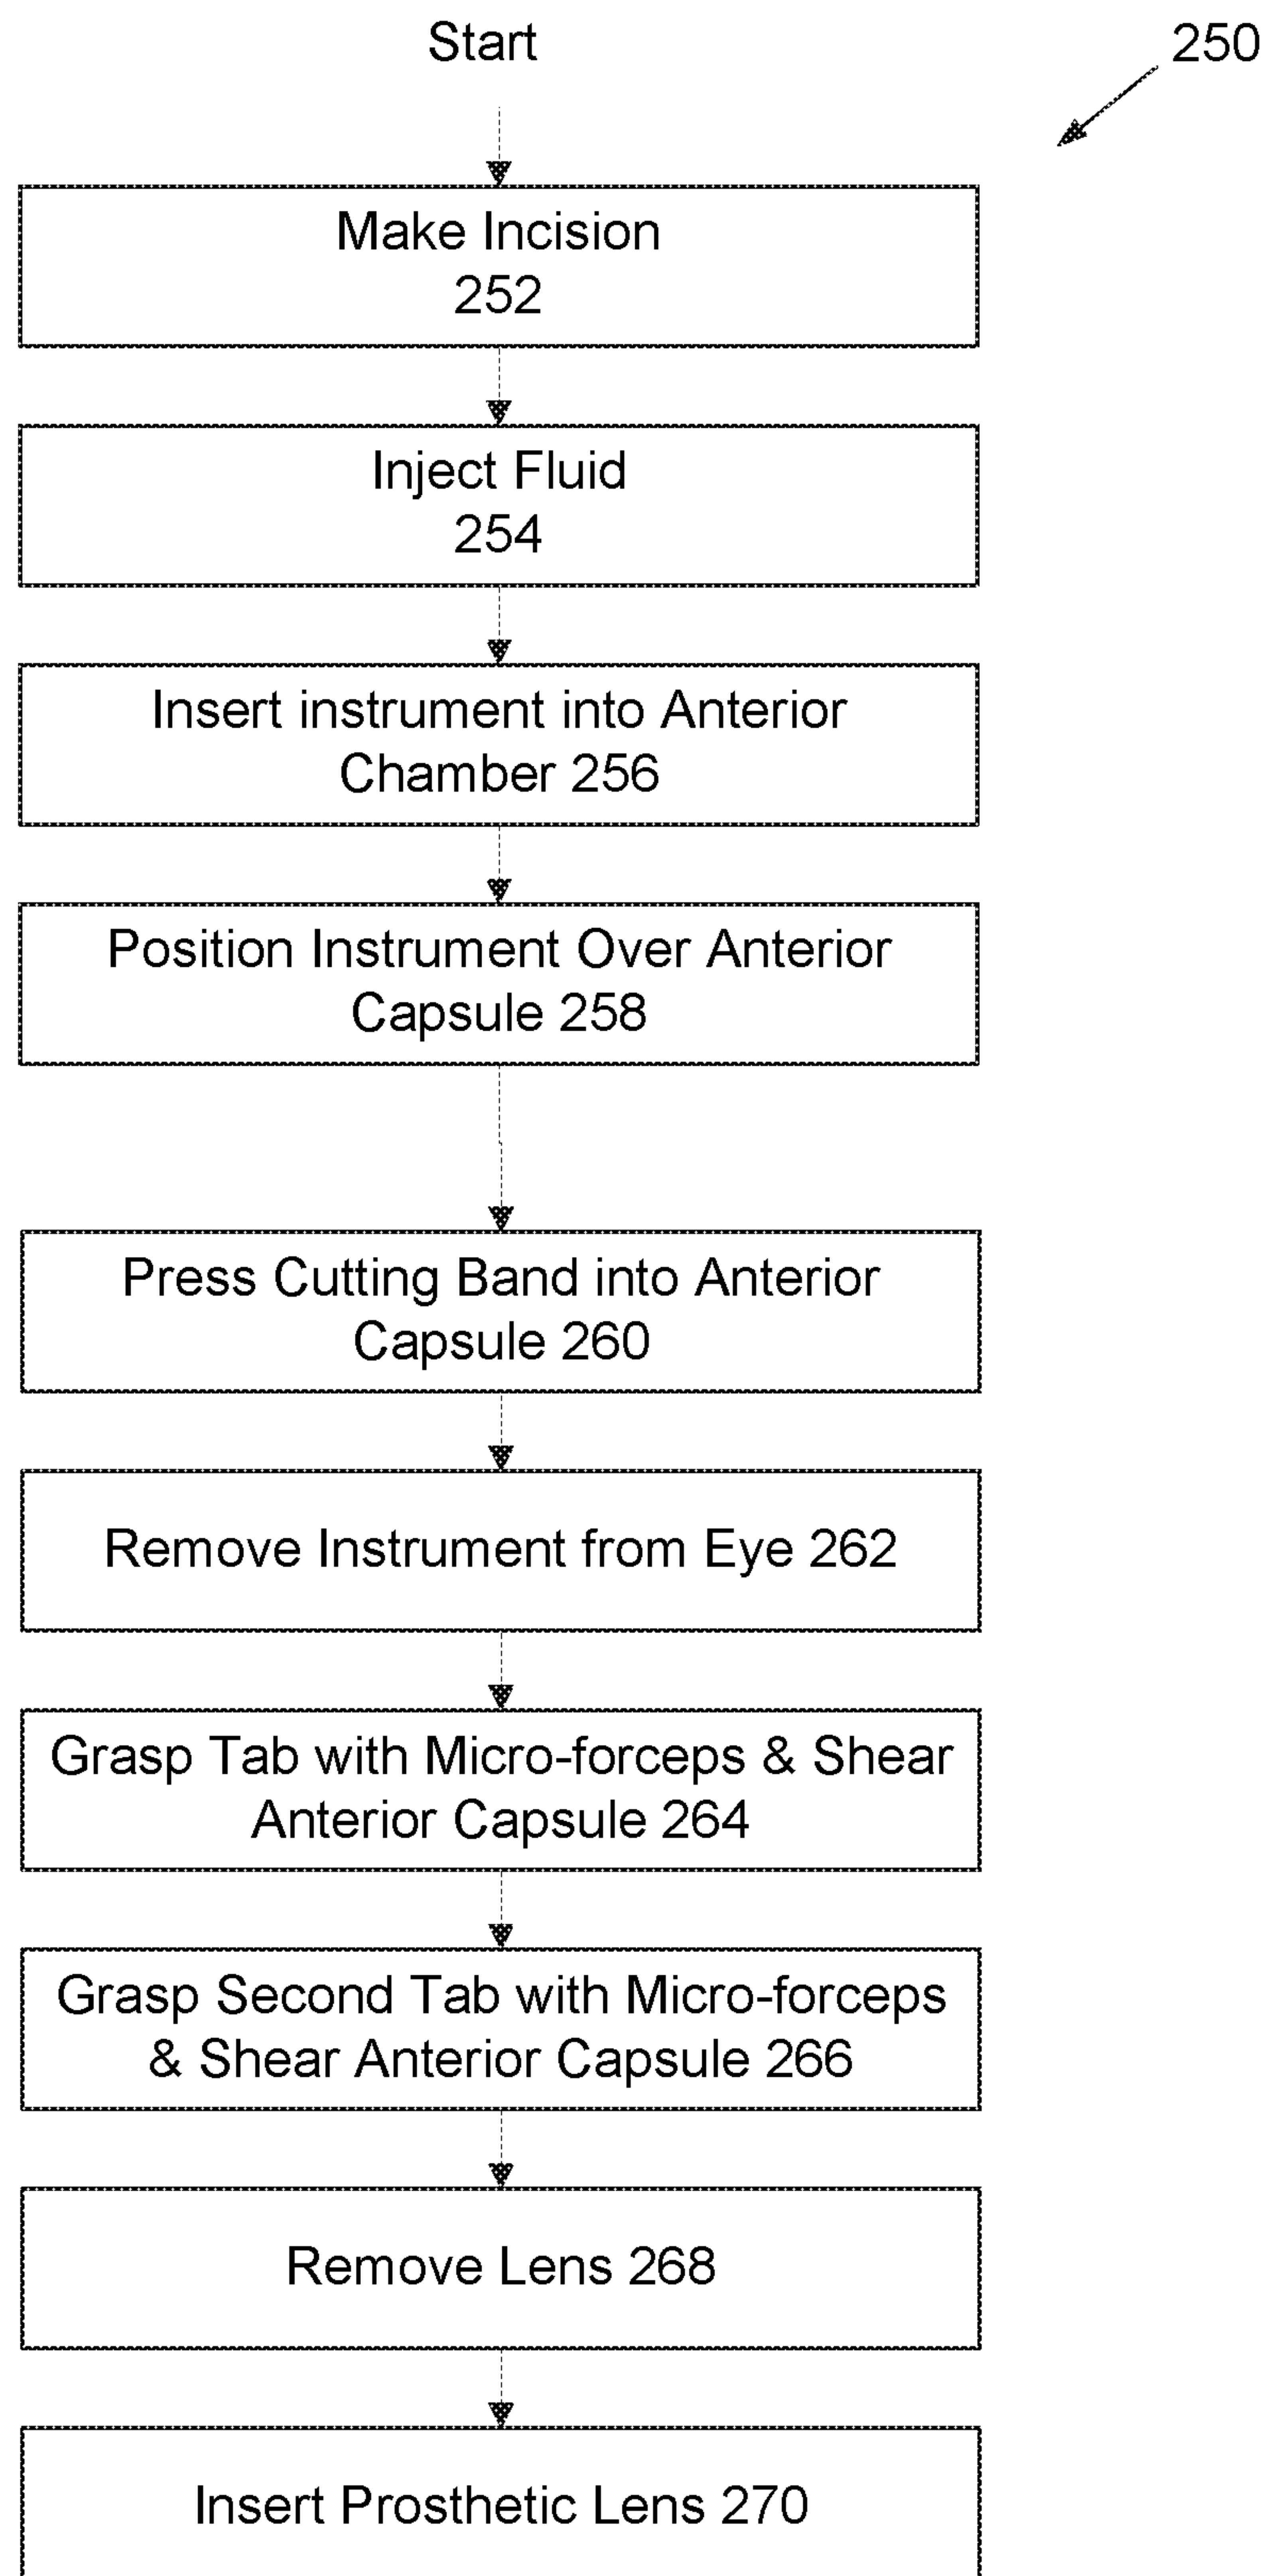 Start
250
Make Incision
252
Inject Fluid
254
Insert instrument into Anterior
Chamber 256
Position Instrument Over Anterior
Capsule 258
Press Cutting Band into Anterior
Capsule 260
Remove Instrument from Eye 262
Grasp Tab with Micro-forceps & Shear
Anterior Capsule 264
Grasp Second Tab with Micro-forceps
& Shear Anterior Capsule 266
Remove Lens 268
Insert Prosthetic Lens 270